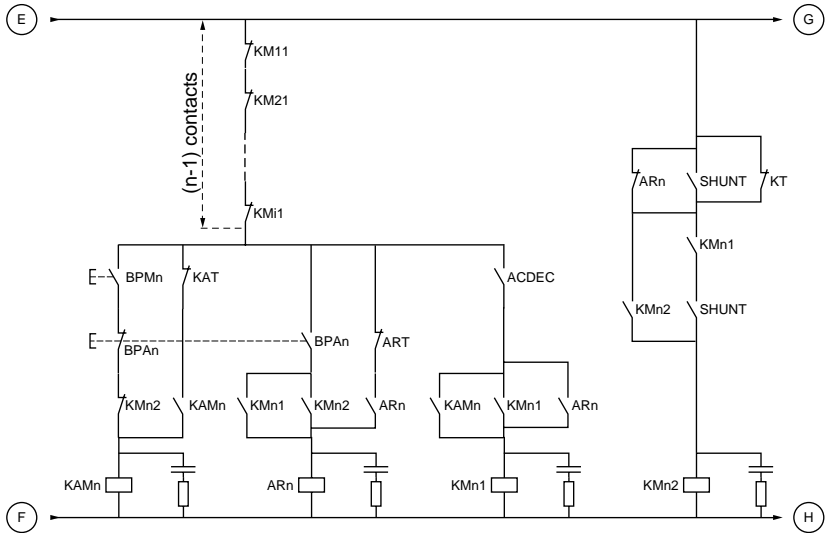 E
G
KM11
KM21
(n-1) contacts
KMi1
ARn
SHUNT
KT
KMn1
BPMn
KAT
ACDEC
KMn2
SHUNT
BPAn
BPAn
ART
KMn2
KAMn
KMn1
KMn2
ARn
KAMn
KMn1
ARn
KAMn
ARn
KMn1
KMn2
F
H